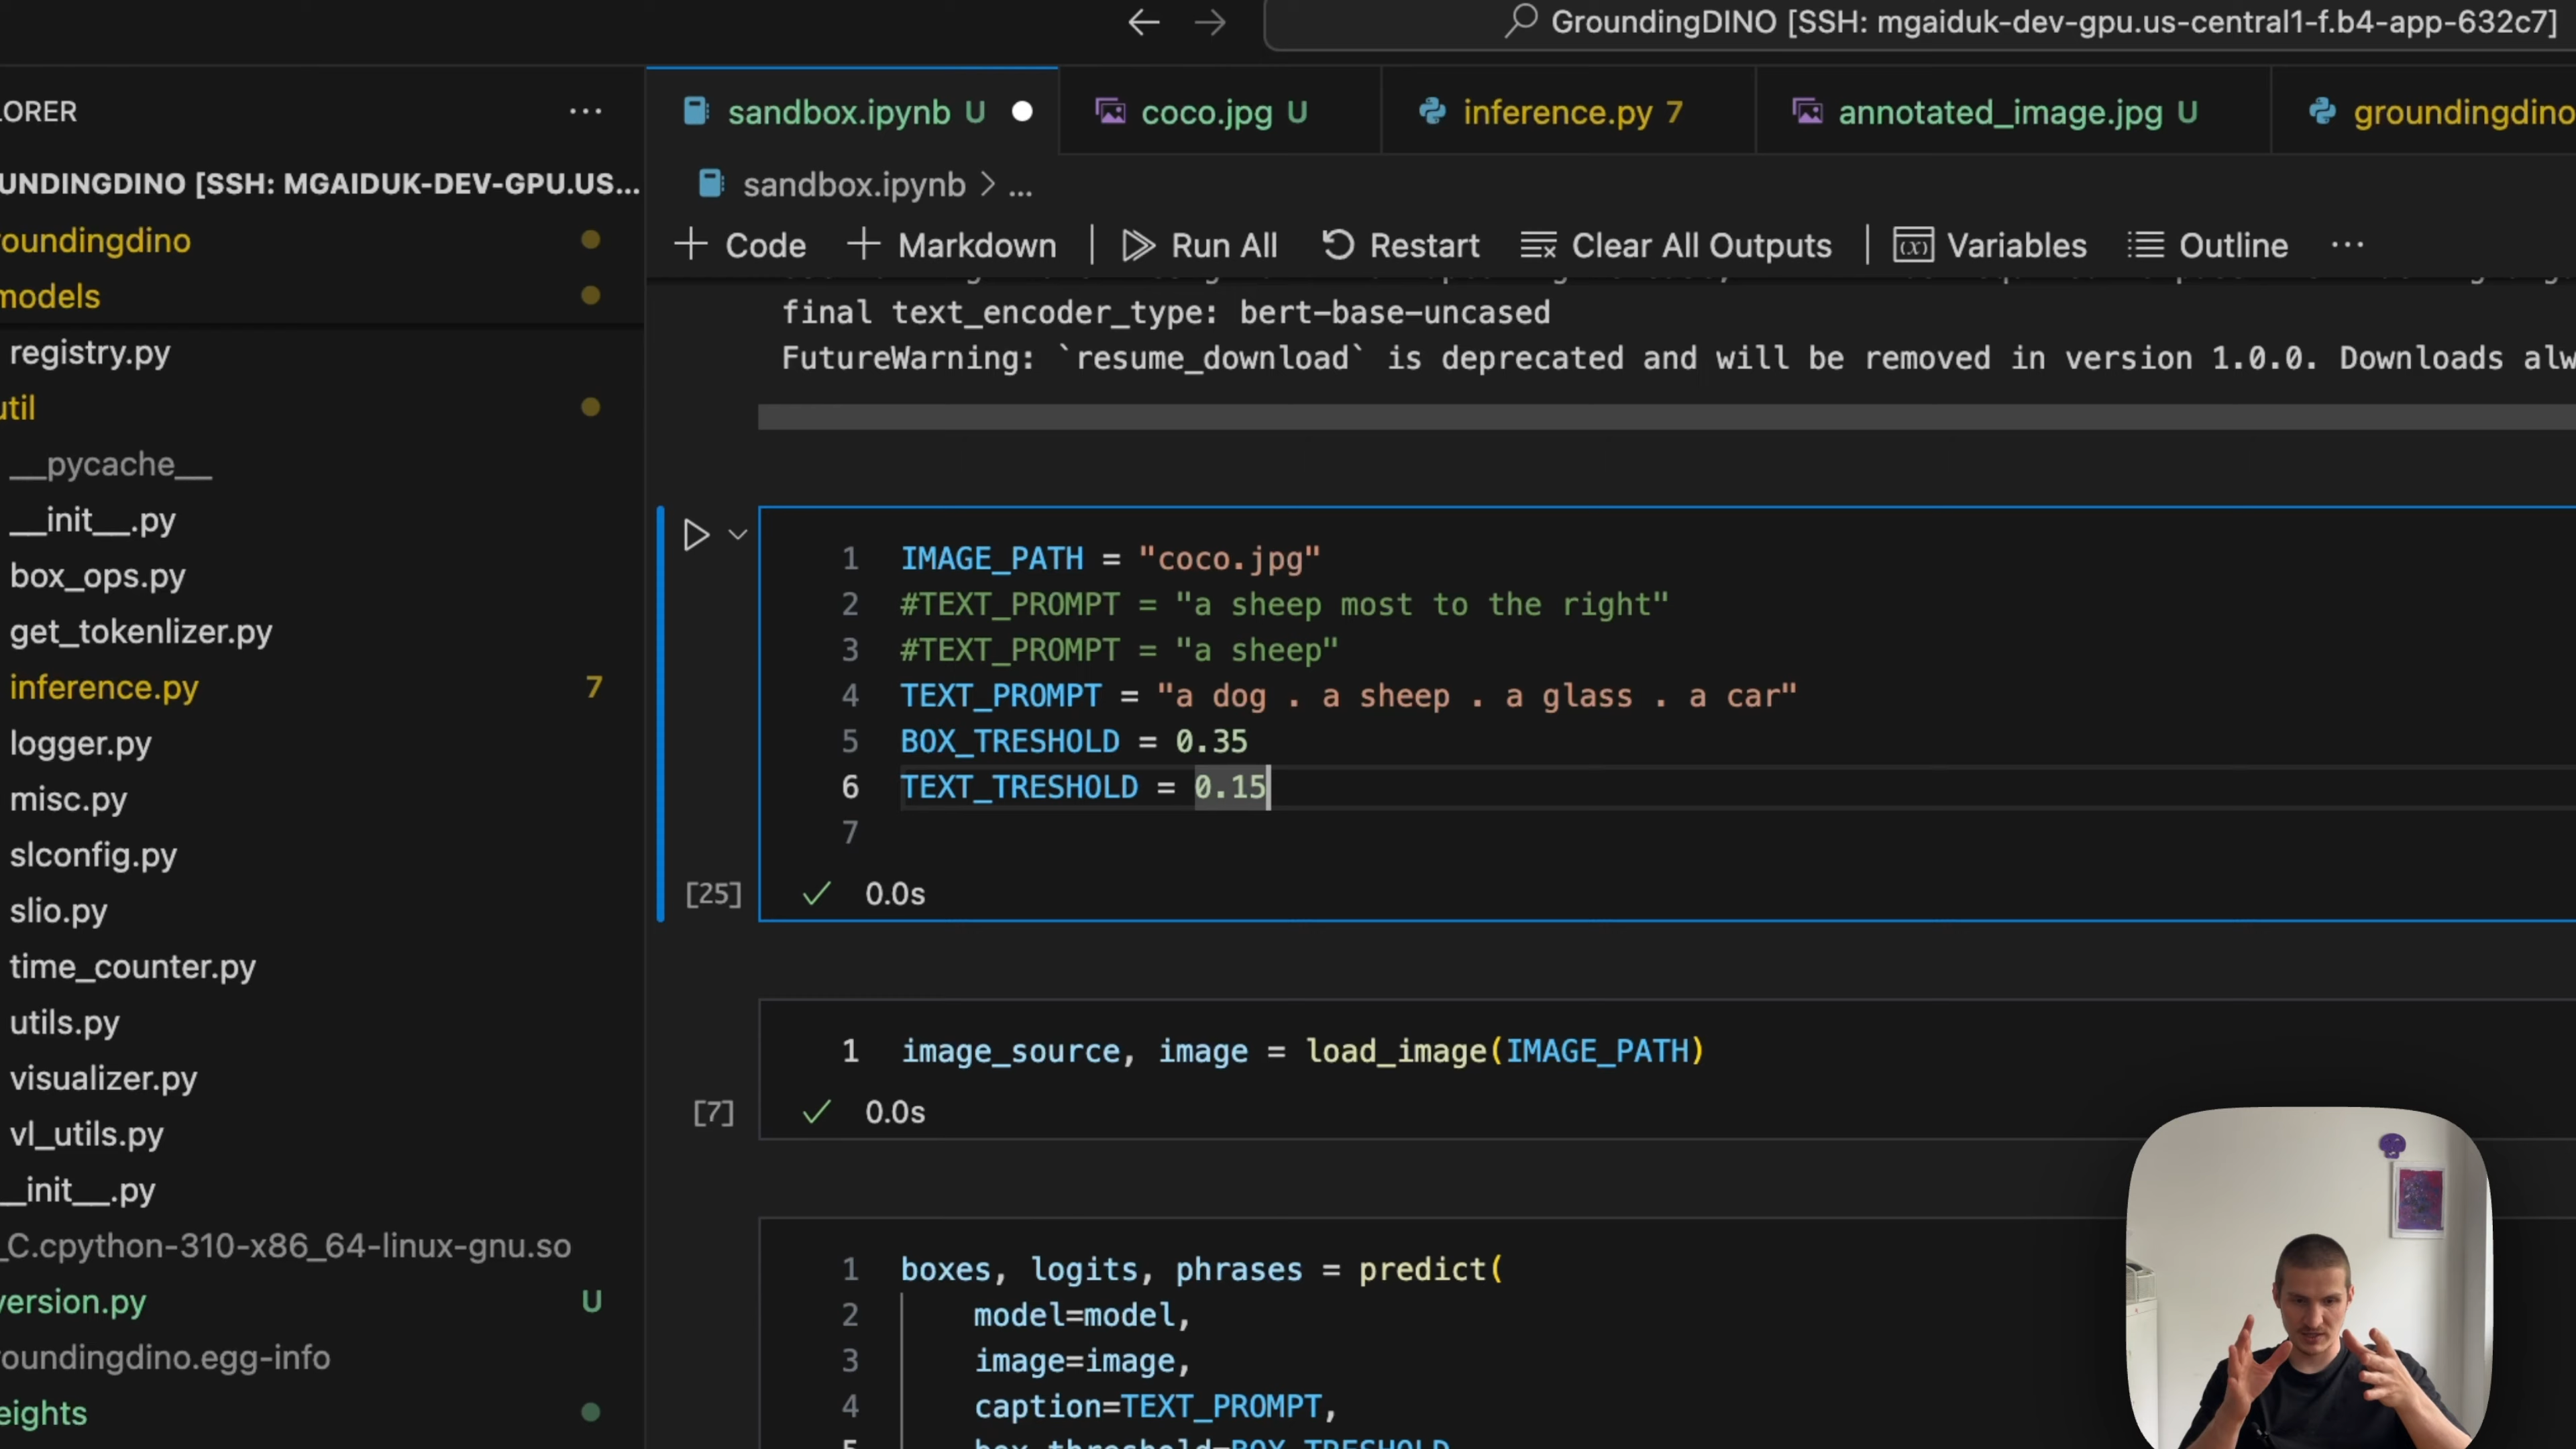 GroundingDINO [SSH: mgaiduk-dev-gpu.us-central1-f.b4-app-632c7]
LORER
UNDINGDINO [SSH: MGAIDUK-DEV-GPU.US...
roundingdino
models
registry.py
util
__pycache__
__init__.py
box_ops.py
get_tokenlizer.py
inference.py 7
logger.py
misc.py
slconfig.py
slio.py
time_counter.py
utils.py
visualizer.py
vl_utils.py
__init__.py
_C.cpython-310-x86_64-linux-gnu.so
version.py U
roundingdino.egg-info
eights
sandbox.ipynb U
coco.jpg U
inference.py 7
annotated_image.jpg U
groundingdino
sandbox.ipynb > ...
+ Code + Markdown | Run All Restart Clear All Outputs | Variables Outline ...
final text_encoder_type: bert-base-uncased
FutureWarning: `resume_download` is deprecated and will be removed in version 1.0.0. Downloads alw
1 IMAGE_PATH = "coco.jpg"
2 #TEXT_PROMPT = "a sheep most to the right"
3 #TEXT_PROMPT = "a sheep"
4 TEXT_PROMPT = "a dog . a sheep . a glass . a car"
5 BOX_TRESHOLD = 0.35
6 TEXT_TRESHOLD = 0.15
7
[25] 0.0s
1 image_source, image = load_image(IMAGE_PATH)
[7] 0.0s
1 boxes, logits, phrases = predict(
2 model=model,
3 image=image,
4 caption=TEXT_PROMPT,
5 box_threshold=BOX_TRESHOLD